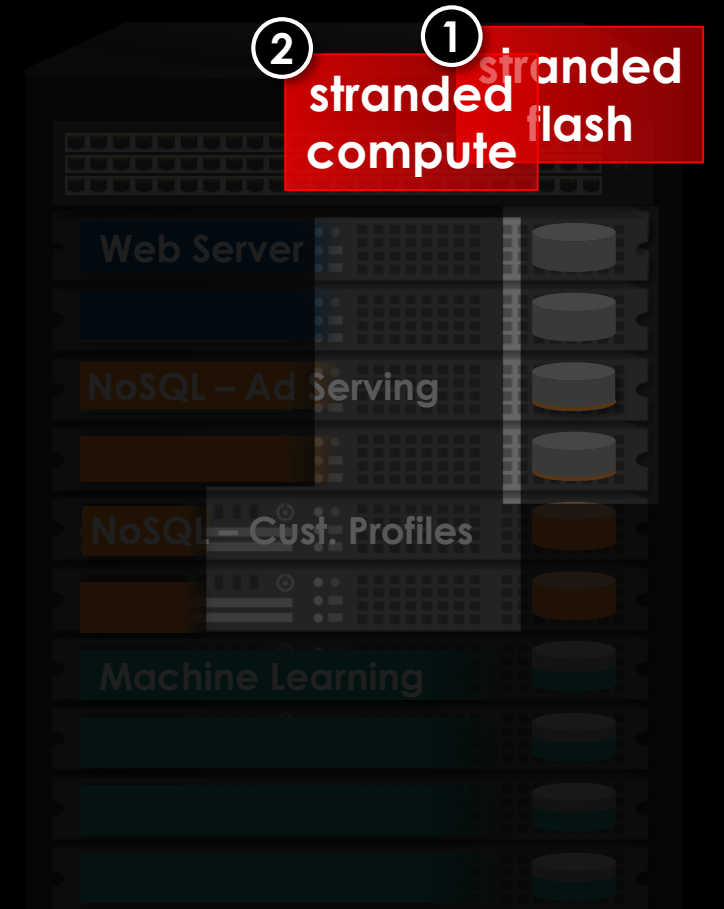 1
stranded
flash
2
stranded
compute
Web Server
NoSQL – Ad Serving
NoSQL – Cust. Profiles
Machine Learning